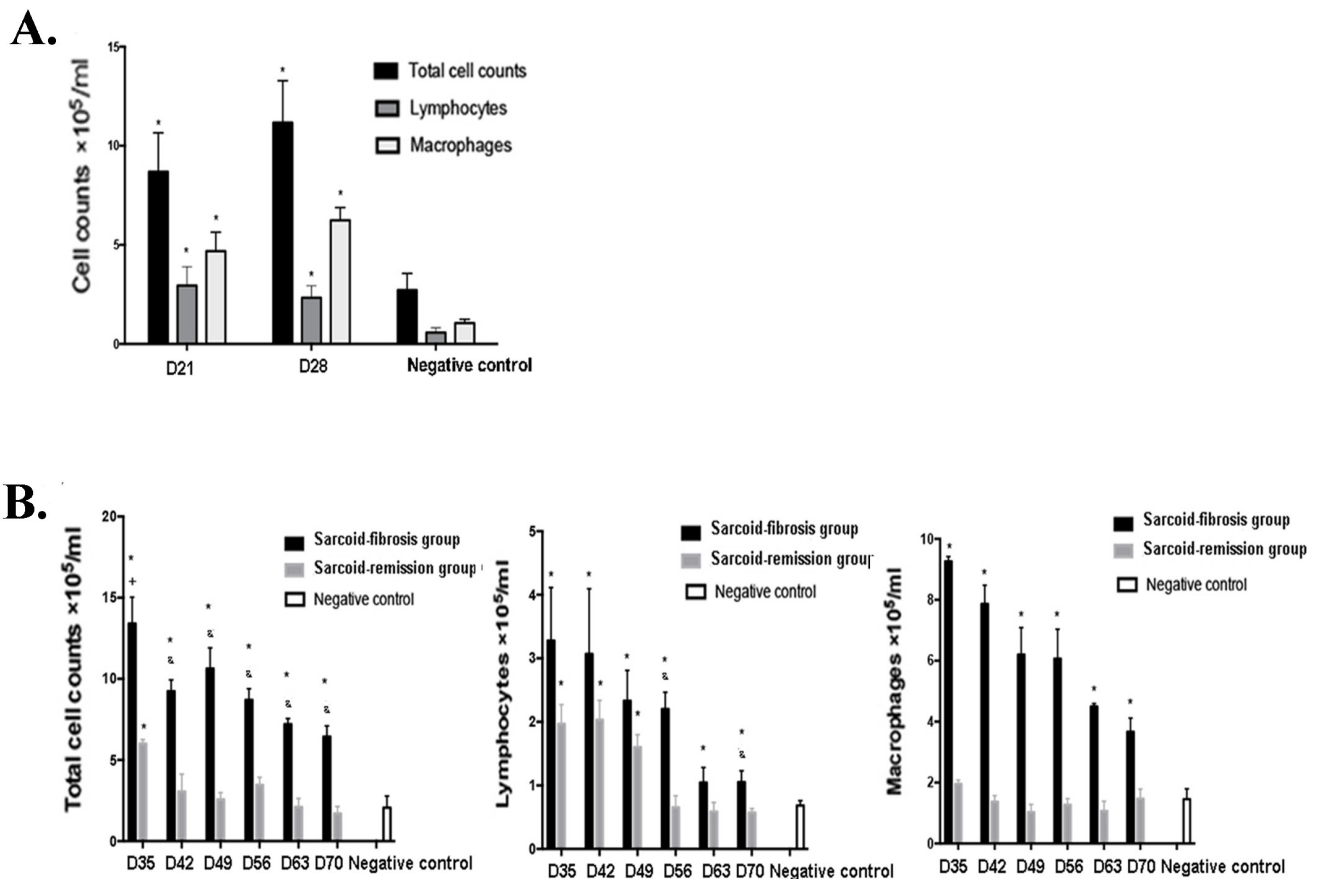 A.
Cell counts ×10⁵/ml
15
10
5
0
Total cell counts
Lymphocytes
Macrophages
* * *
* * *
D21 D28 Negative control
B.
Total cell counts ×10⁵/ml
20
15
10
5
0
Sarcoid-fibrosis group
Sarcoid-remission group
Negative control
*
+
*
*
&
*
&
*
&
*
&
*
&
D35 D42 D49 D56 D63 D70 Negative control
Lymphocytes ×10⁵/ml
5
4
3
2
1
0
Sarcoid-fibrosis group
Sarcoid-remission group
Negative control
* *
* *
* *
*
&
*
*
&
D35 D42 D49 D56 D63 D70 Negative control
Macrophages ×10⁵/ml
10
8
6
4
2
0
Sarcoid-fibrosis group
Sarcoid-remission group
Negative control
* * * * * *
D35 D42 D49 D56 D63 D70 Negative control